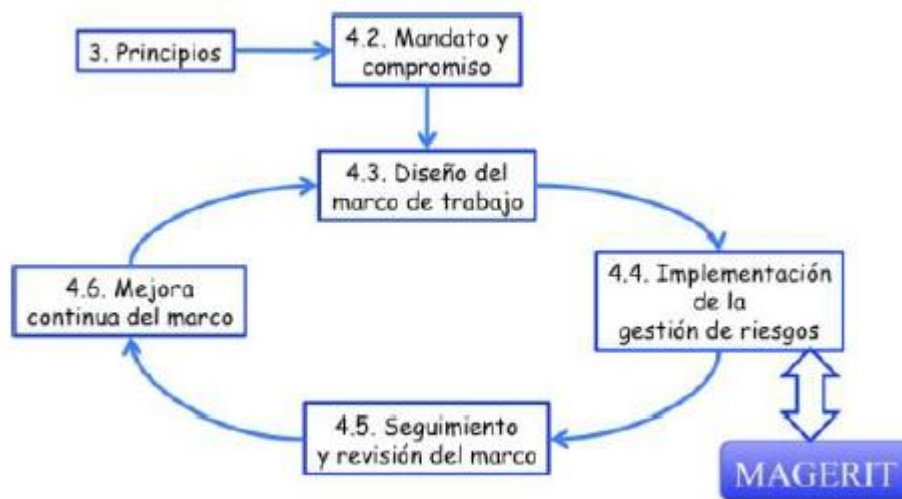 3. Principios
4.2. Mandato y
compromiso
4.3. Diseño del
marco de trabajo
4.4. Implementación
de la
gestión de riesgos
4.6. Mejora
continua del marco
4.5. Seguimiento
y revisión del marco
MAGERIT